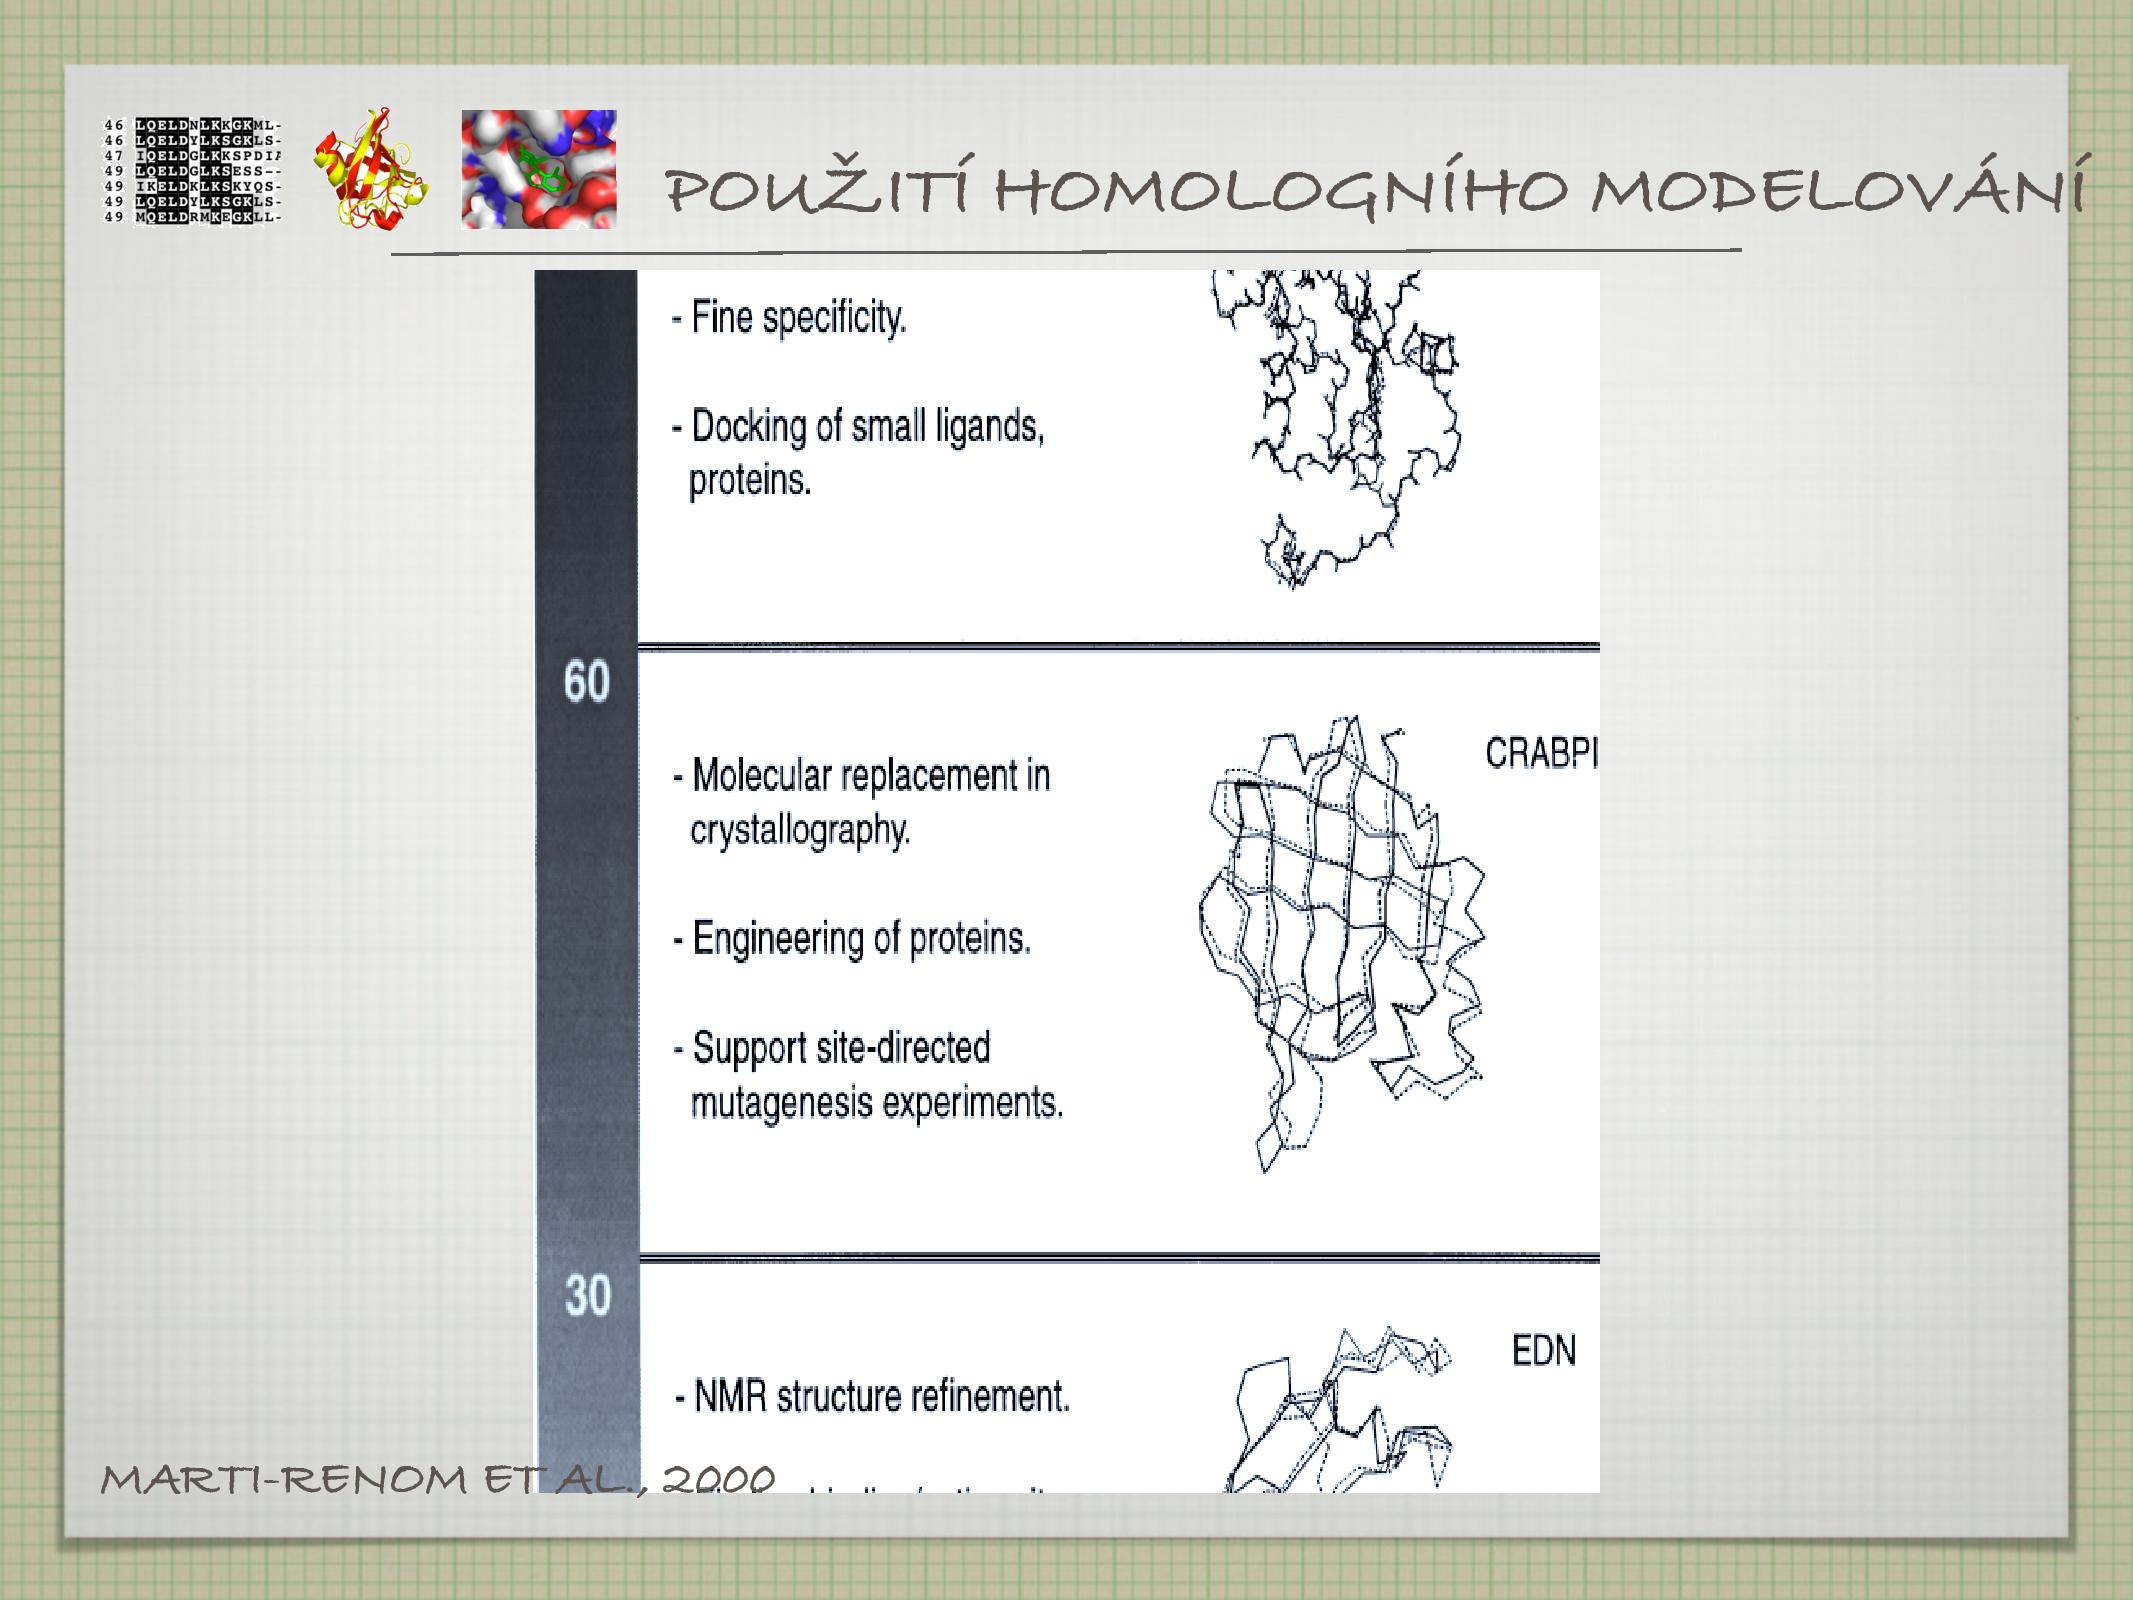 46 LQELDNLKKGKML-
46 LQELDYLKSGKLS-
47 IQELDGLKKSPDIA
49 LQELDGLKSESS--
49 IKELDKLKSKYQS-
49 LQELDYLKSGKLS-
49 MQELDRMKEGKLL-
POUŽITÍ HOMOLOGNÍHO MODELOVÁNÍ
- Fine specificity.
- Docking of small ligands,
proteins.
60
CRABPI
- Molecular replacement in
crystallography.
- Engineering of proteins.
- Support site-directed
mutagenesis experiments.
30
EDN
- NMR structure refinement.
MARTI-RENOM ET AL., 2000